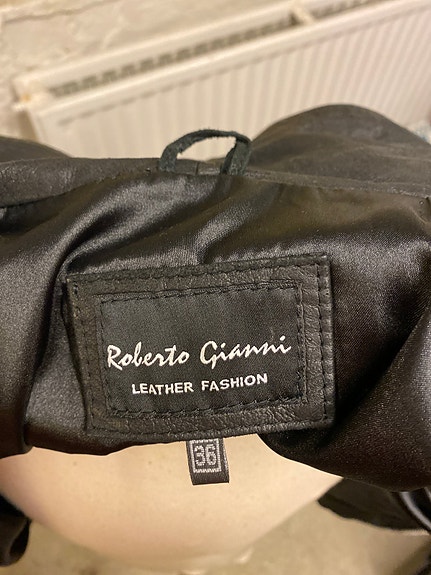 Roberto Gianni
LEATHER FASHION
36